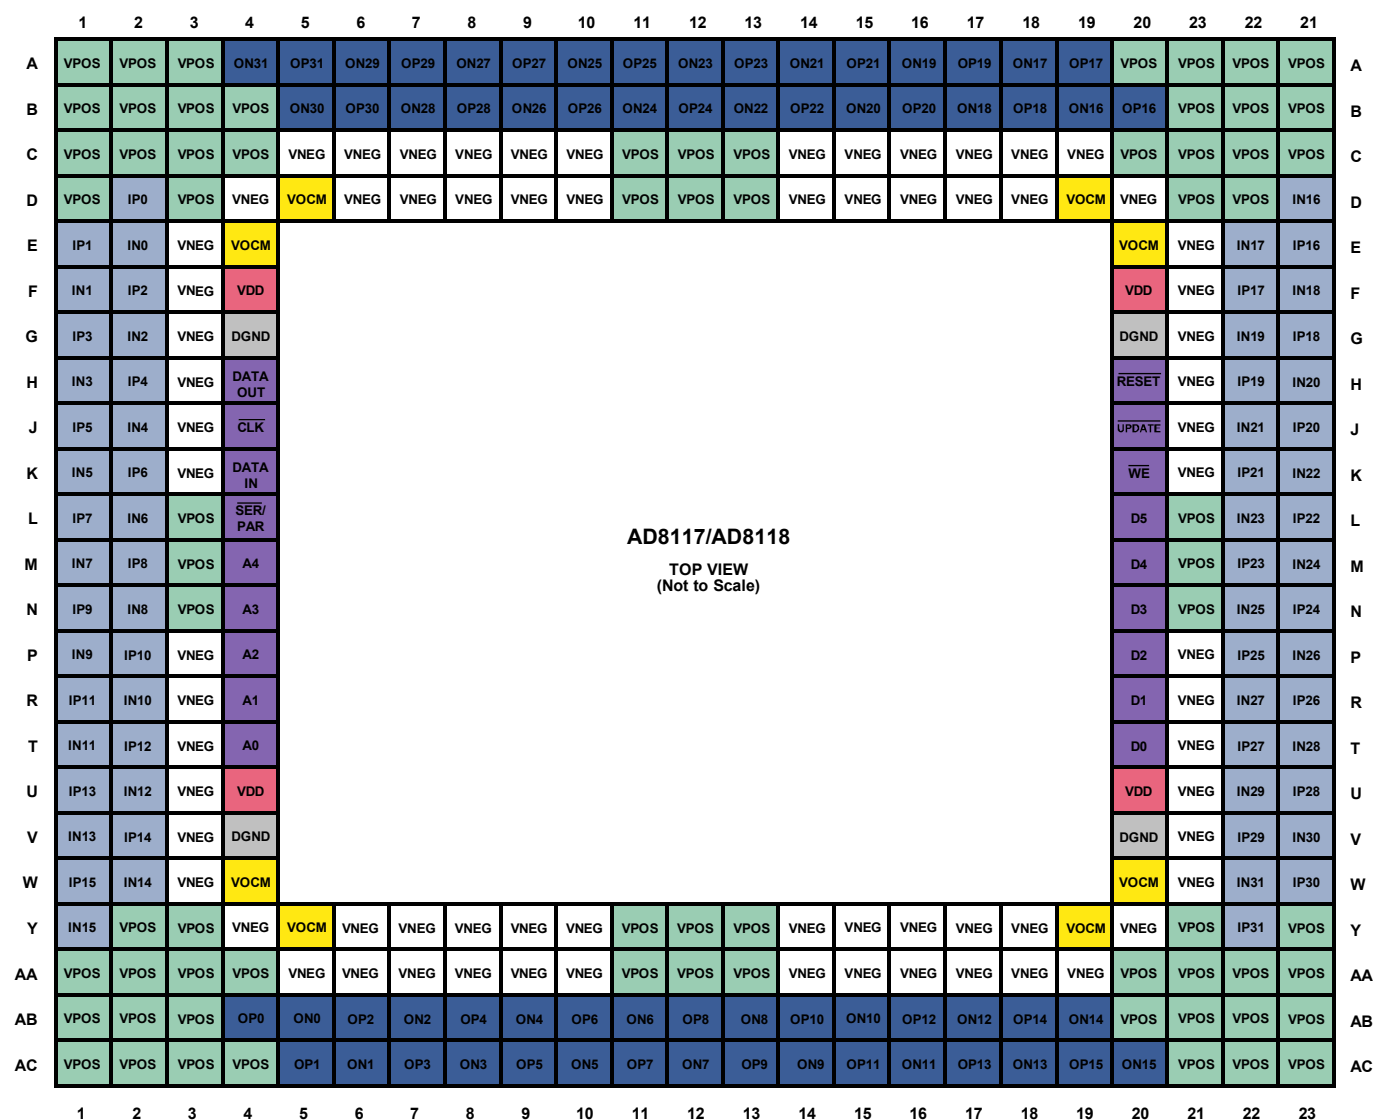 1 2 3 4 5 6 7 8 9 10 11 12 13 14 15 16 17 18 19 20 23 22 21
A VPOS VPOS VPOS ON31 OP31 ON29 OP29 ON27 OP27 ON25 OP25 ON23 OP23 ON21 OP21 ON19 OP19 ON17 OP17 VPOS VPOS VPOS VPOS A
B VPOS VPOS VPOS VPOS ON30 OP30 ON28 OP28 ON26 OP26 ON24 OP24 ON22 OP22 ON20 OP20 ON18 OP18 ON16 OP16 VPOS VPOS VPOS B
C VPOS VPOS VPOS VPOS VNEG VNEG VNEG VNEG VNEG VNEG VPOS VPOS VPOS VNEG VNEG VNEG VNEG VNEG VNEG VPOS VPOS VPOS VPOS C
D VPOS IP0 VPOS VNEG VOCM VNEG VNEG VNEG VNEG VNEG VPOS VPOS VPOS VNEG VNEG VNEG VNEG VNEG VOCM VNEG VPOS VPOS IN16 D
E IP1 IN0 VNEG VOCM VOCM VNEG IN17 IP16 E
F IN1 IP2 VNEG VDD VDD VNEG IP17 IN18 F
G IP3 IN2 VNEG DGND DGND VNEG IN19 IP18 G
H IN3 IP4 VNEG DATA OUT RESET VNEG IP19 IN20 H
J IP5 IN4 VNEG CLK UPDATE VNEG IN21 IP20 J
K IN5 IP6 VNEG DATA IN WE VNEG IP21 IN22 K
L IP7 IN6 VPOS SER/ PAR D5 VPOS IN23 IP22 L
AD8117/AD8118
M IN7 IP8 VPOS A4 D4 VPOS IP23 IN24 M
TOP VIEW
(Not to Scale)
N IP9 IN8 VPOS A3 D3 VPOS IN25 IP24 N
P IN9 IP10 VNEG A2 D2 VNEG IP25 IN26 P
R IP11 IN10 VNEG A1 D1 VNEG IN27 IP26 R
T IN11 IP12 VNEG A0 D0 VNEG IP27 IN28 T
U IP13 IN12 VNEG VDD VDD VNEG IN29 IP28 U
V IN13 IP14 VNEG DGND DGND VNEG IP29 IN30 V
W IP15 IN14 VNEG VOCM VOCM VNEG IN31 IP30 W
Y IN15 VPOS VPOS VNEG VOCM VNEG VNEG VNEG VNEG VNEG VPOS VPOS VPOS VNEG VNEG VNEG VNEG VNEG VOCM VNEG VPOS IP31 VPOS Y
AA VPOS VPOS VPOS VPOS VNEG VNEG VNEG VNEG VNEG VNEG VPOS VPOS VPOS VNEG VNEG VNEG VNEG VNEG VNEG VPOS VPOS VPOS VPOS AA
AB VPOS VPOS VPOS OP0 ON0 OP2 ON2 OP4 ON4 OP6 ON6 OP8 ON8 OP10 ON10 OP12 ON12 OP14 ON14 VPOS VPOS VPOS VPOS AB
AC VPOS VPOS VPOS VPOS OP1 ON1 OP3 ON3 OP5 ON5 OP7 ON7 OP9 ON9 OP11 ON11 OP13 ON13 OP15 ON15 VPOS VPOS VPOS AC
1 2 3 4 5 6 7 8 9 10 11 12 13 14 15 16 17 18 19 20 21 22 23